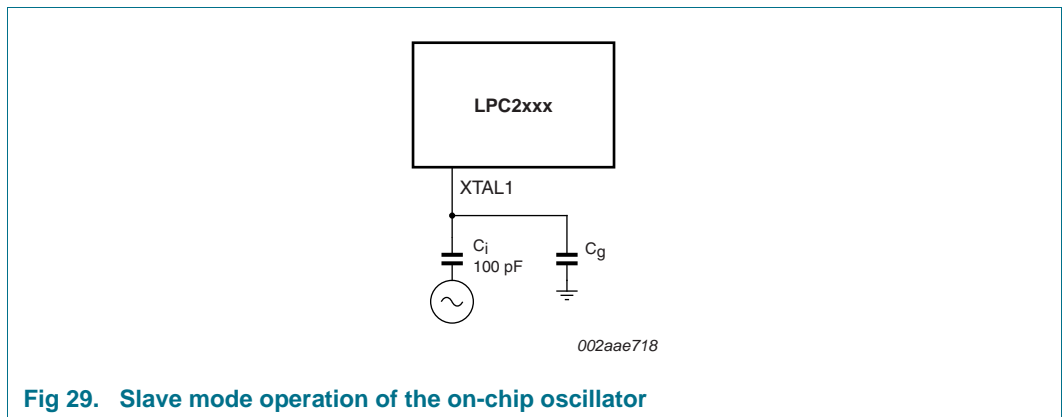 LPC2xxx
XTAL1
Ci
100 pF
Cg
002aae718
Fig 29. Slave mode operation of the on-chip oscillator